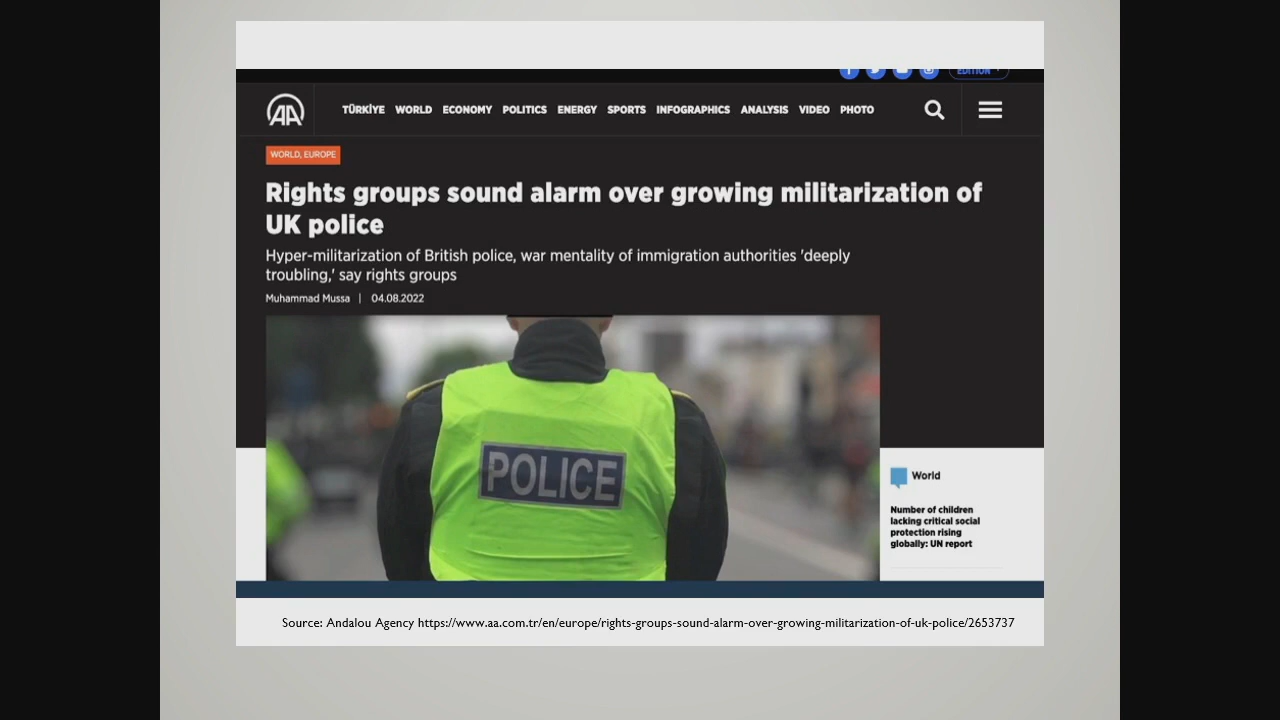 EDITION
AA
TÜRKİYE WORLD ECONOMY POLITICS ENERGY SPORTS INFOGRAPHICS ANALYSIS VIDEO PHOTO
WORLD, EUROPE
Rights groups sound alarm over growing militarization of
UK police
Hyper-militarization of British police, war mentality of immigration authorities 'deeply
troubling,' say rights groups
Muhammad Mussa | 04.08.2022
POLICE
World
Number of children
lacking critical social
protection rising
globally: UN report
Source: Andalou Agency https://www.aa.com.tr/en/europe/rights-groups-sound-alarm-over-growing-militarization-of-uk-police/2653737